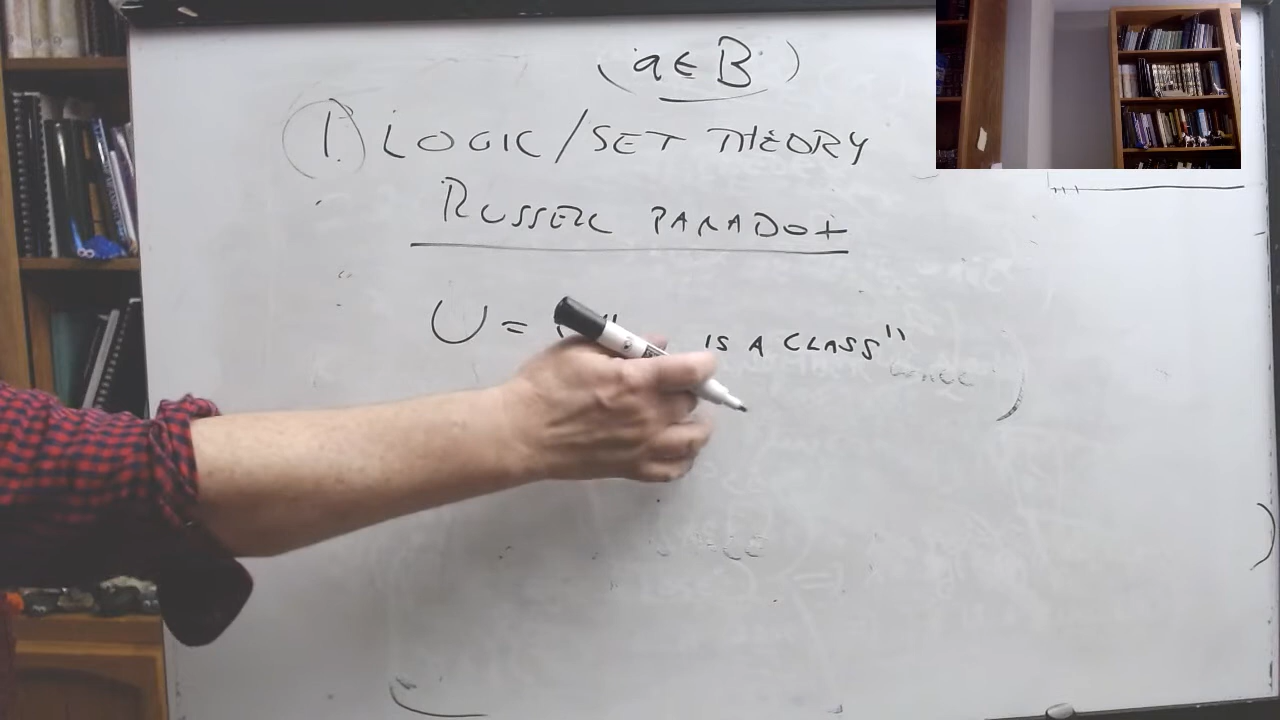 (a ∈ B)
1.) LOGIC/SET THEORY
RUSSELL PARADOX
U = " IS A CLASS"